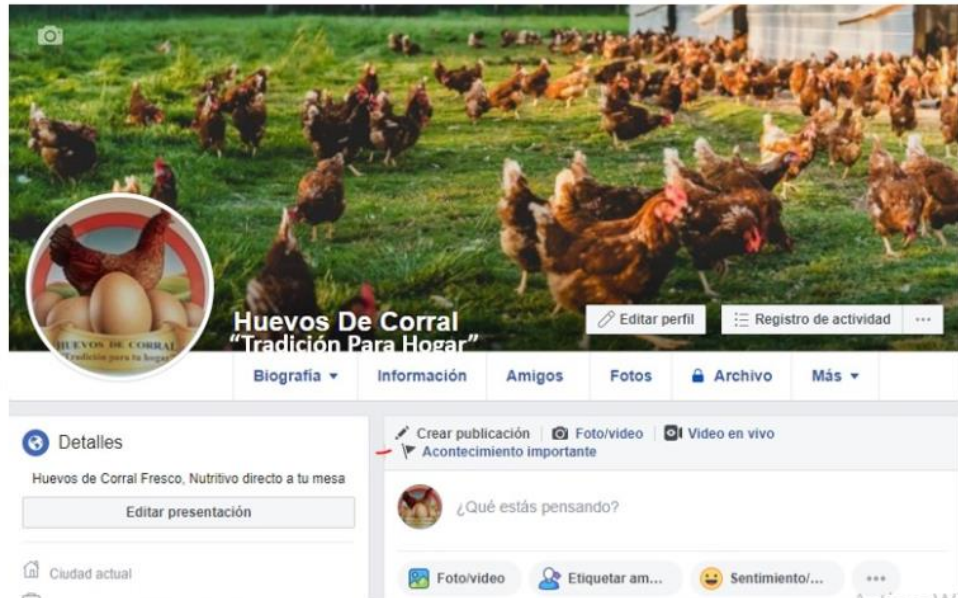 Huevos De Corral
“Tradición Para Hogar”
HUEVOS DE CORRAL
"Tradición para tu hogar"
Editar perfil
Registro de actividad
Biografía
Información
Amigos
Fotos
Archivo
Más
Detalles
Huevos de Corral Fresco, Nutritivo directo a tu mesa
Editar presentación
Ciudad actual
Crear publicación
Foto/video
Video en vivo
Acontecimiento importante
¿Qué estás pensando?
Foto/video
Etiquetar am...
Sentimiento/...